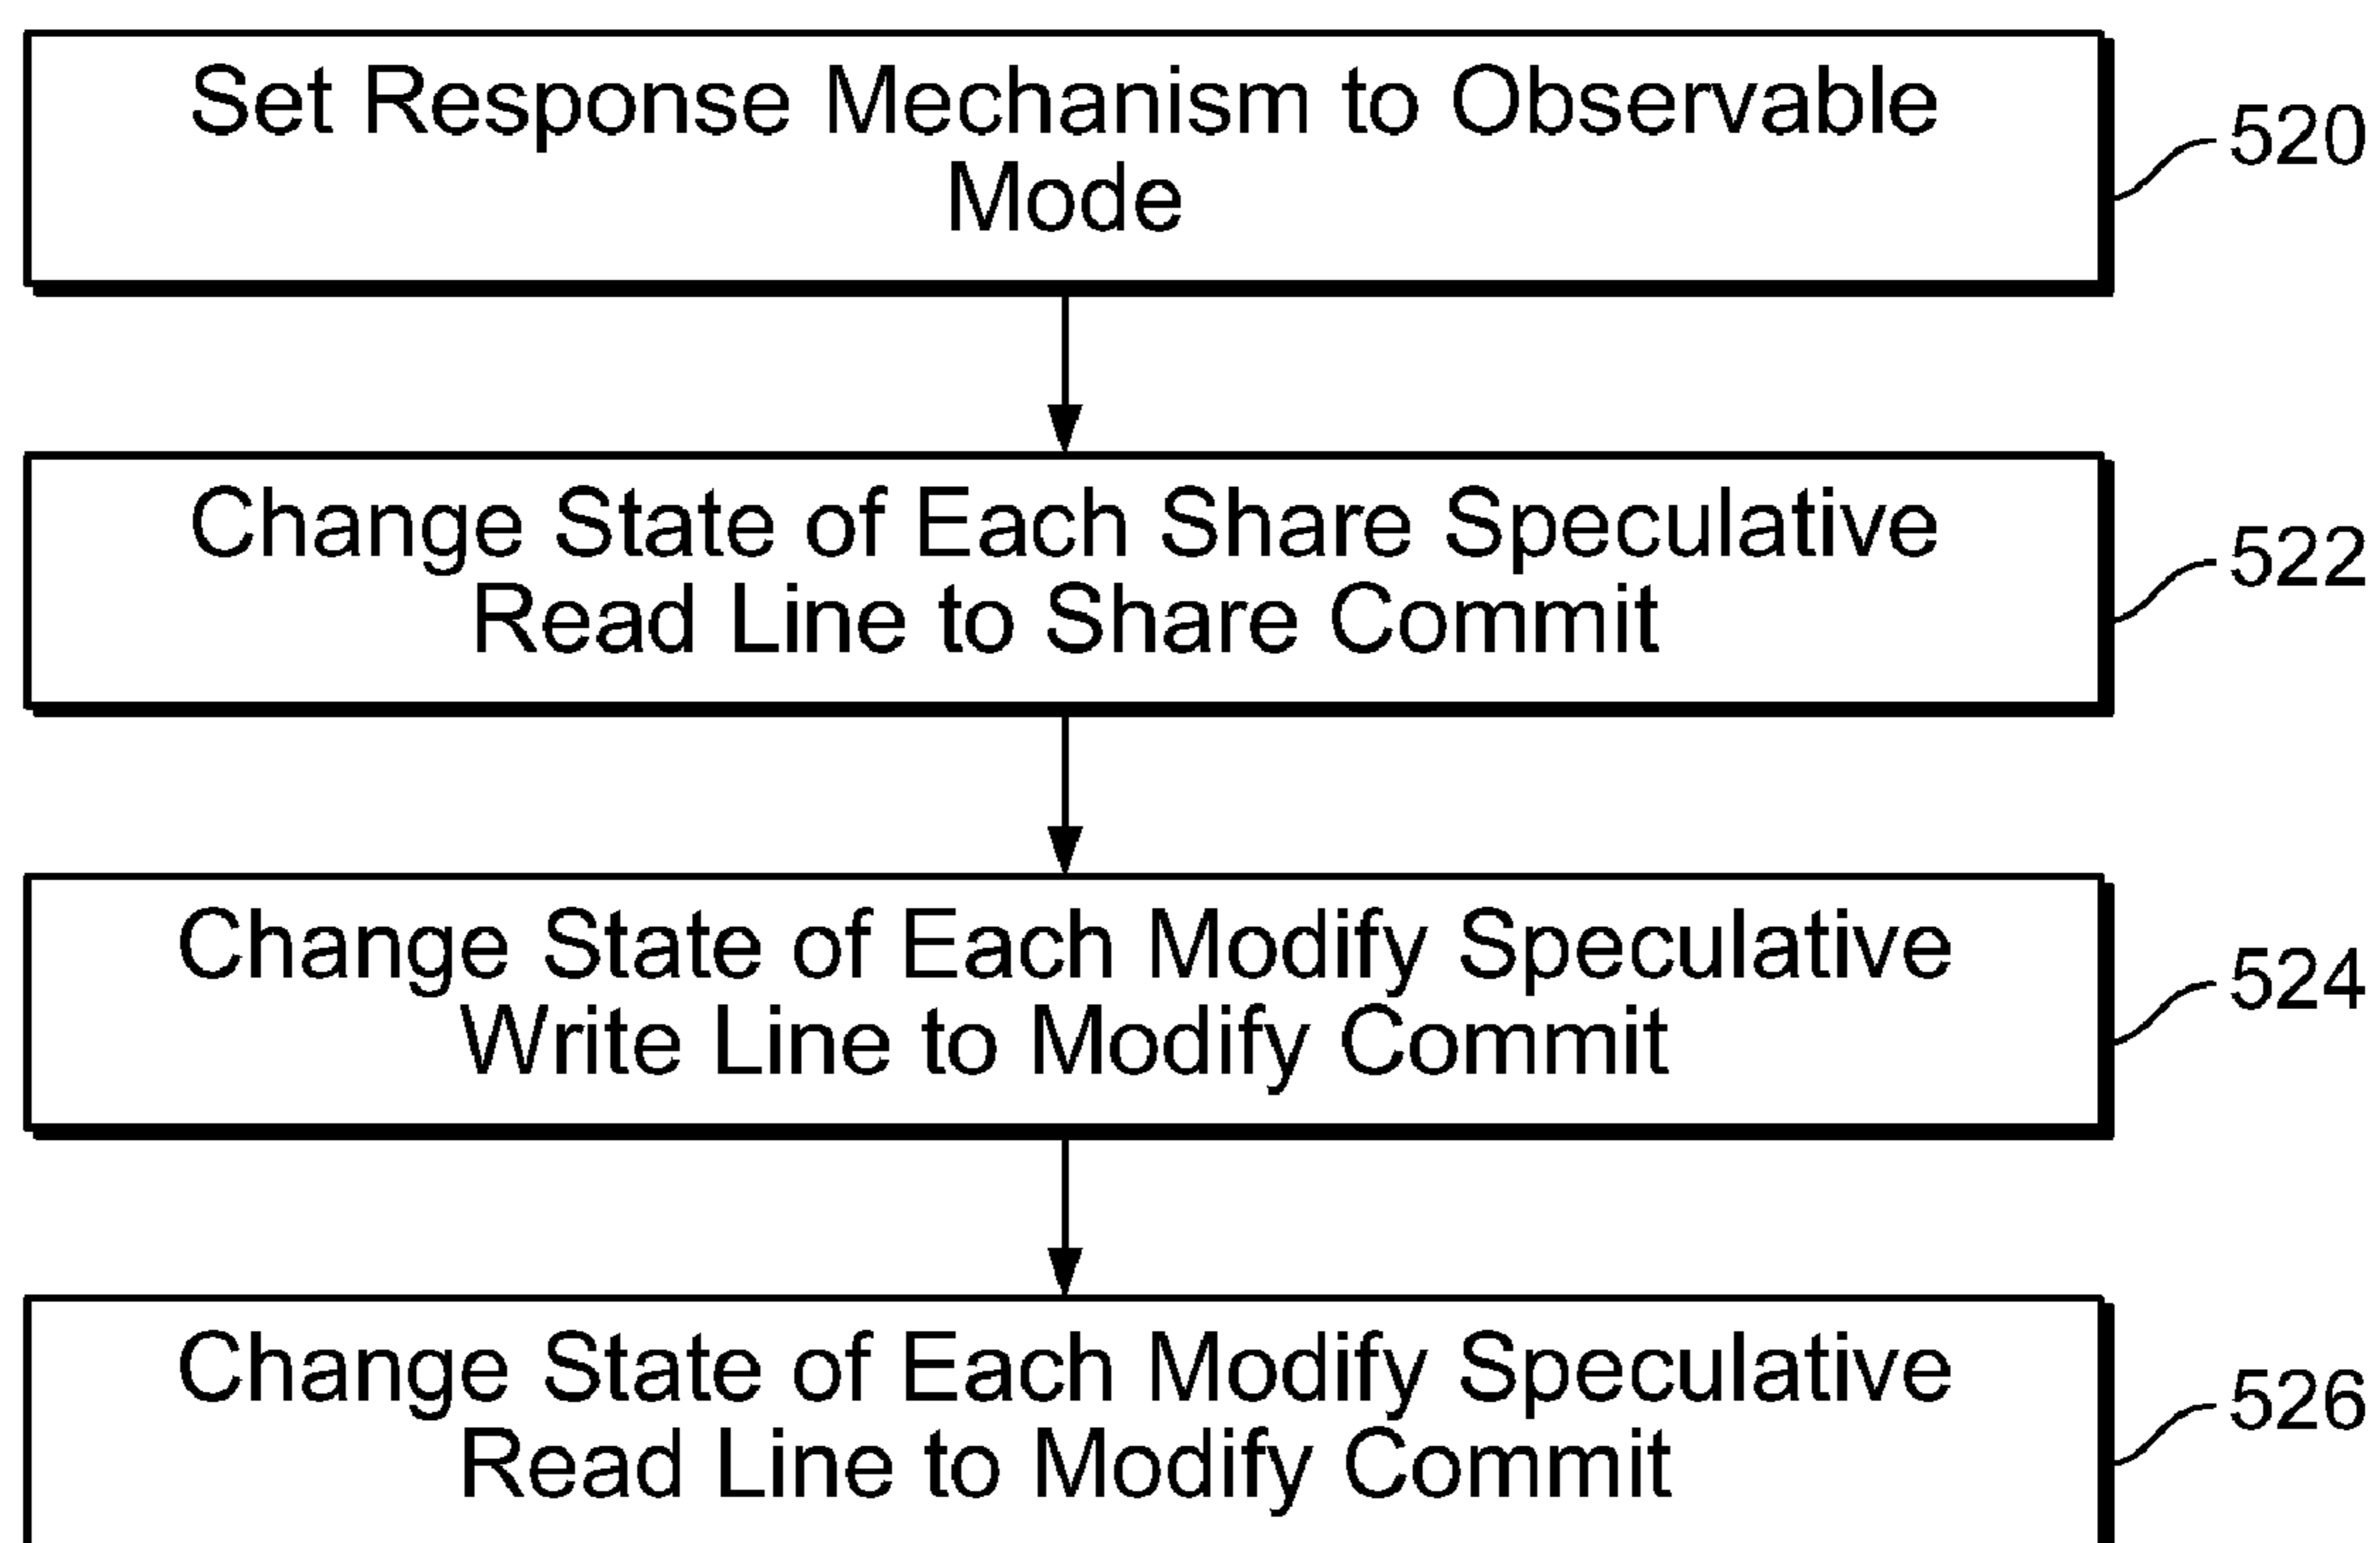 Set Response Mechanism to Observable
Mode
520
Change State of Each Share Speculative
Read Line to Share Commit
522
Change State of Each Modify Speculative
Write Line to Modify Commit
524
Change State of Each Modify Speculative
Read Line to Modify Commit
526